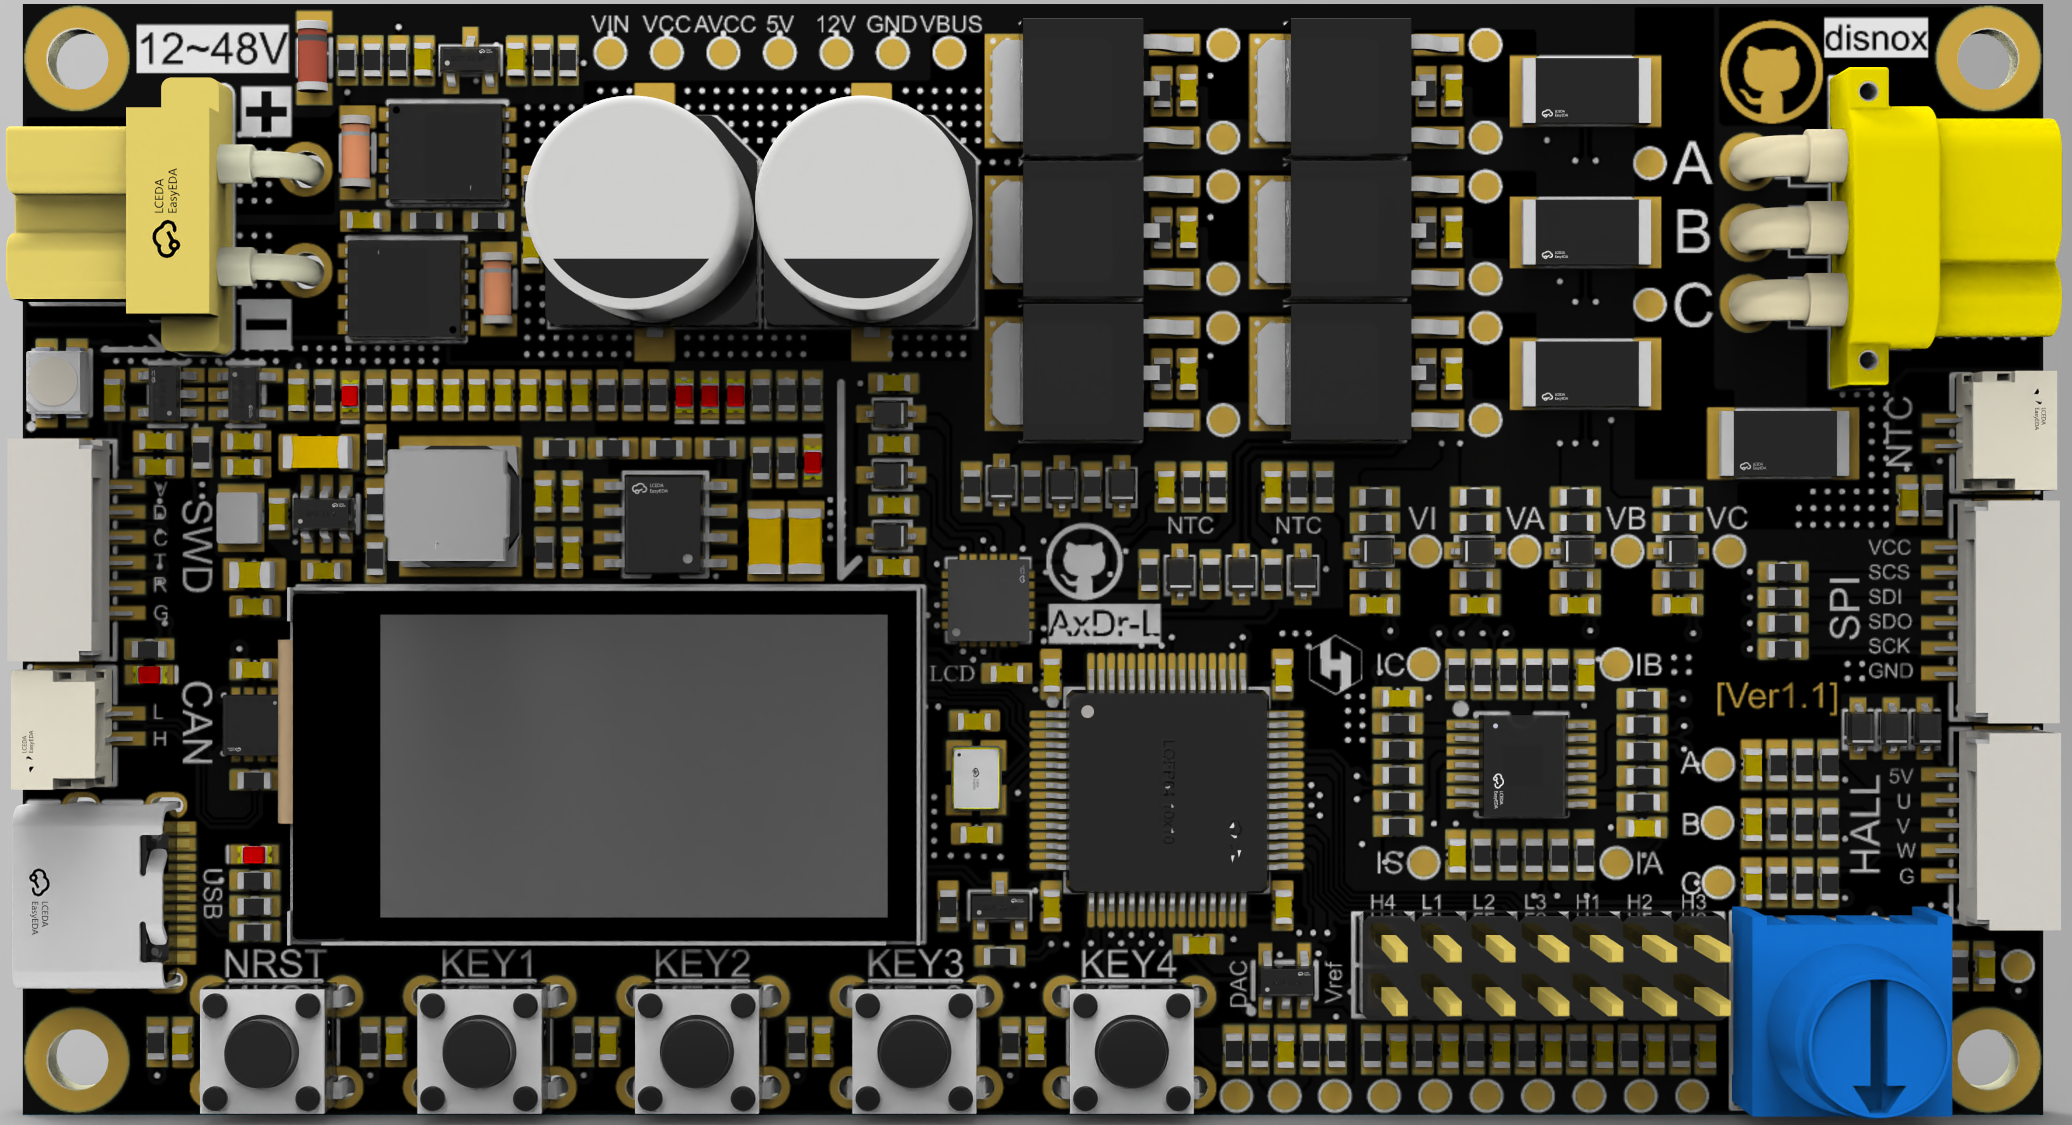 12~48V
VIN VCC AVCC 5V 12V GND VBUS
disnox
+
-
A
B
C
LCEDA
EasyEDA
NTC
SWD
V
D
C
T
R
G
NTC
NTC
VI
VA
VB
VC
AxDr-L
LCD
VCC
SCS
SDI
SDO
SCK
GND
SPI
IC
IB
[Ver1.1]
CAN
L
H
A
B
G
IS
IA
5V
U
V
W
G
HALL
USB
H4 L1 L2 L3 H1 H2 H3
NRST
KEY1
KEY2
KEY3
KEY4
DAC
Vref
LCEDA
EasyEDA